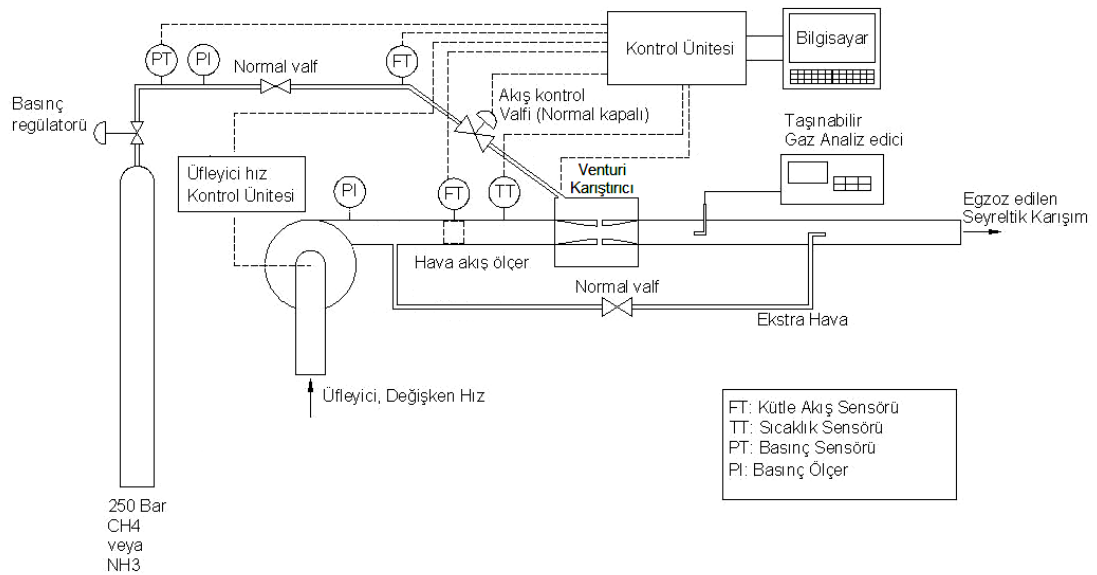 PT
PI
FT
Normal valf
Kontrol Ünitesi
Bilgisayar
Basınç
regülatorü
Akış kontrol
Valfi (Normal kapalı)
Taşınabilir
Gaz Analiz edici
Üfleyici hız
Kontrol Ünitesi
PI
FT
TT
Venturi
Karıştırıcı
Egzoz edilen
Seyreltik Karışım
Hava akış ölçer
Normal valf
Ekstra Hava
Üfleyici, Değişken Hız
FT: Kütle Akış Sensörü
TT: Sıcaklık Sensörü
PT: Basınç Sensörü
PI: Basınç Ölçer
250 Bar
CH4
veya
NH3